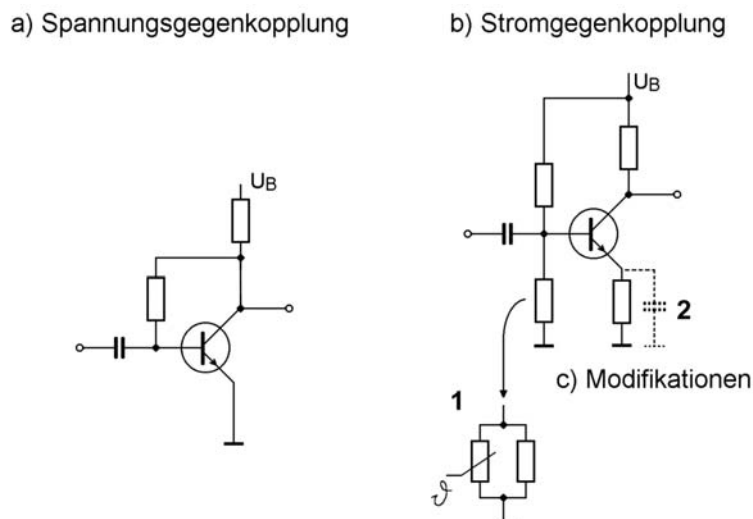 a) Spannungsgegenkopplung
b) Stromgegenkopplung
UB
UB
2
c) Modifikationen
1
ϑ